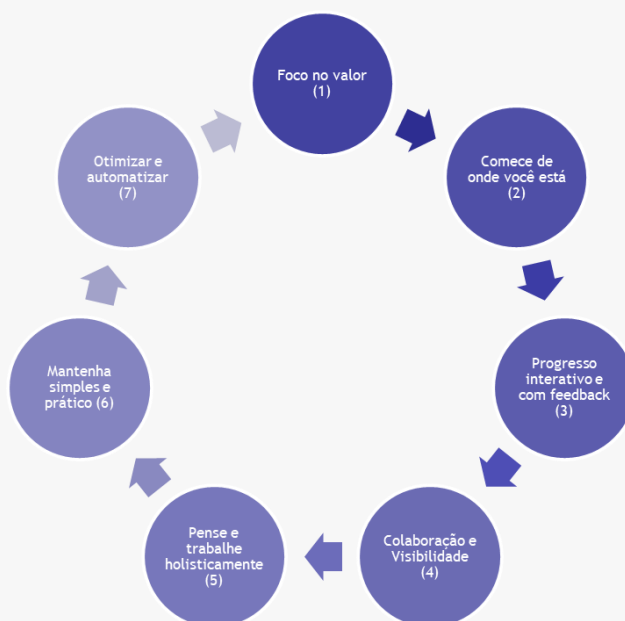 Foco no valor
(1)
Comece de
onde você está
(2)
Progresso
interativo e
com feedback
(3)
Colaboração e
Visibilidade
(4)
Pense e
trabalhe
holisticamente
(5)
Mantenha
simples e
prático (6)
Otimizar e
automatizar
(7)